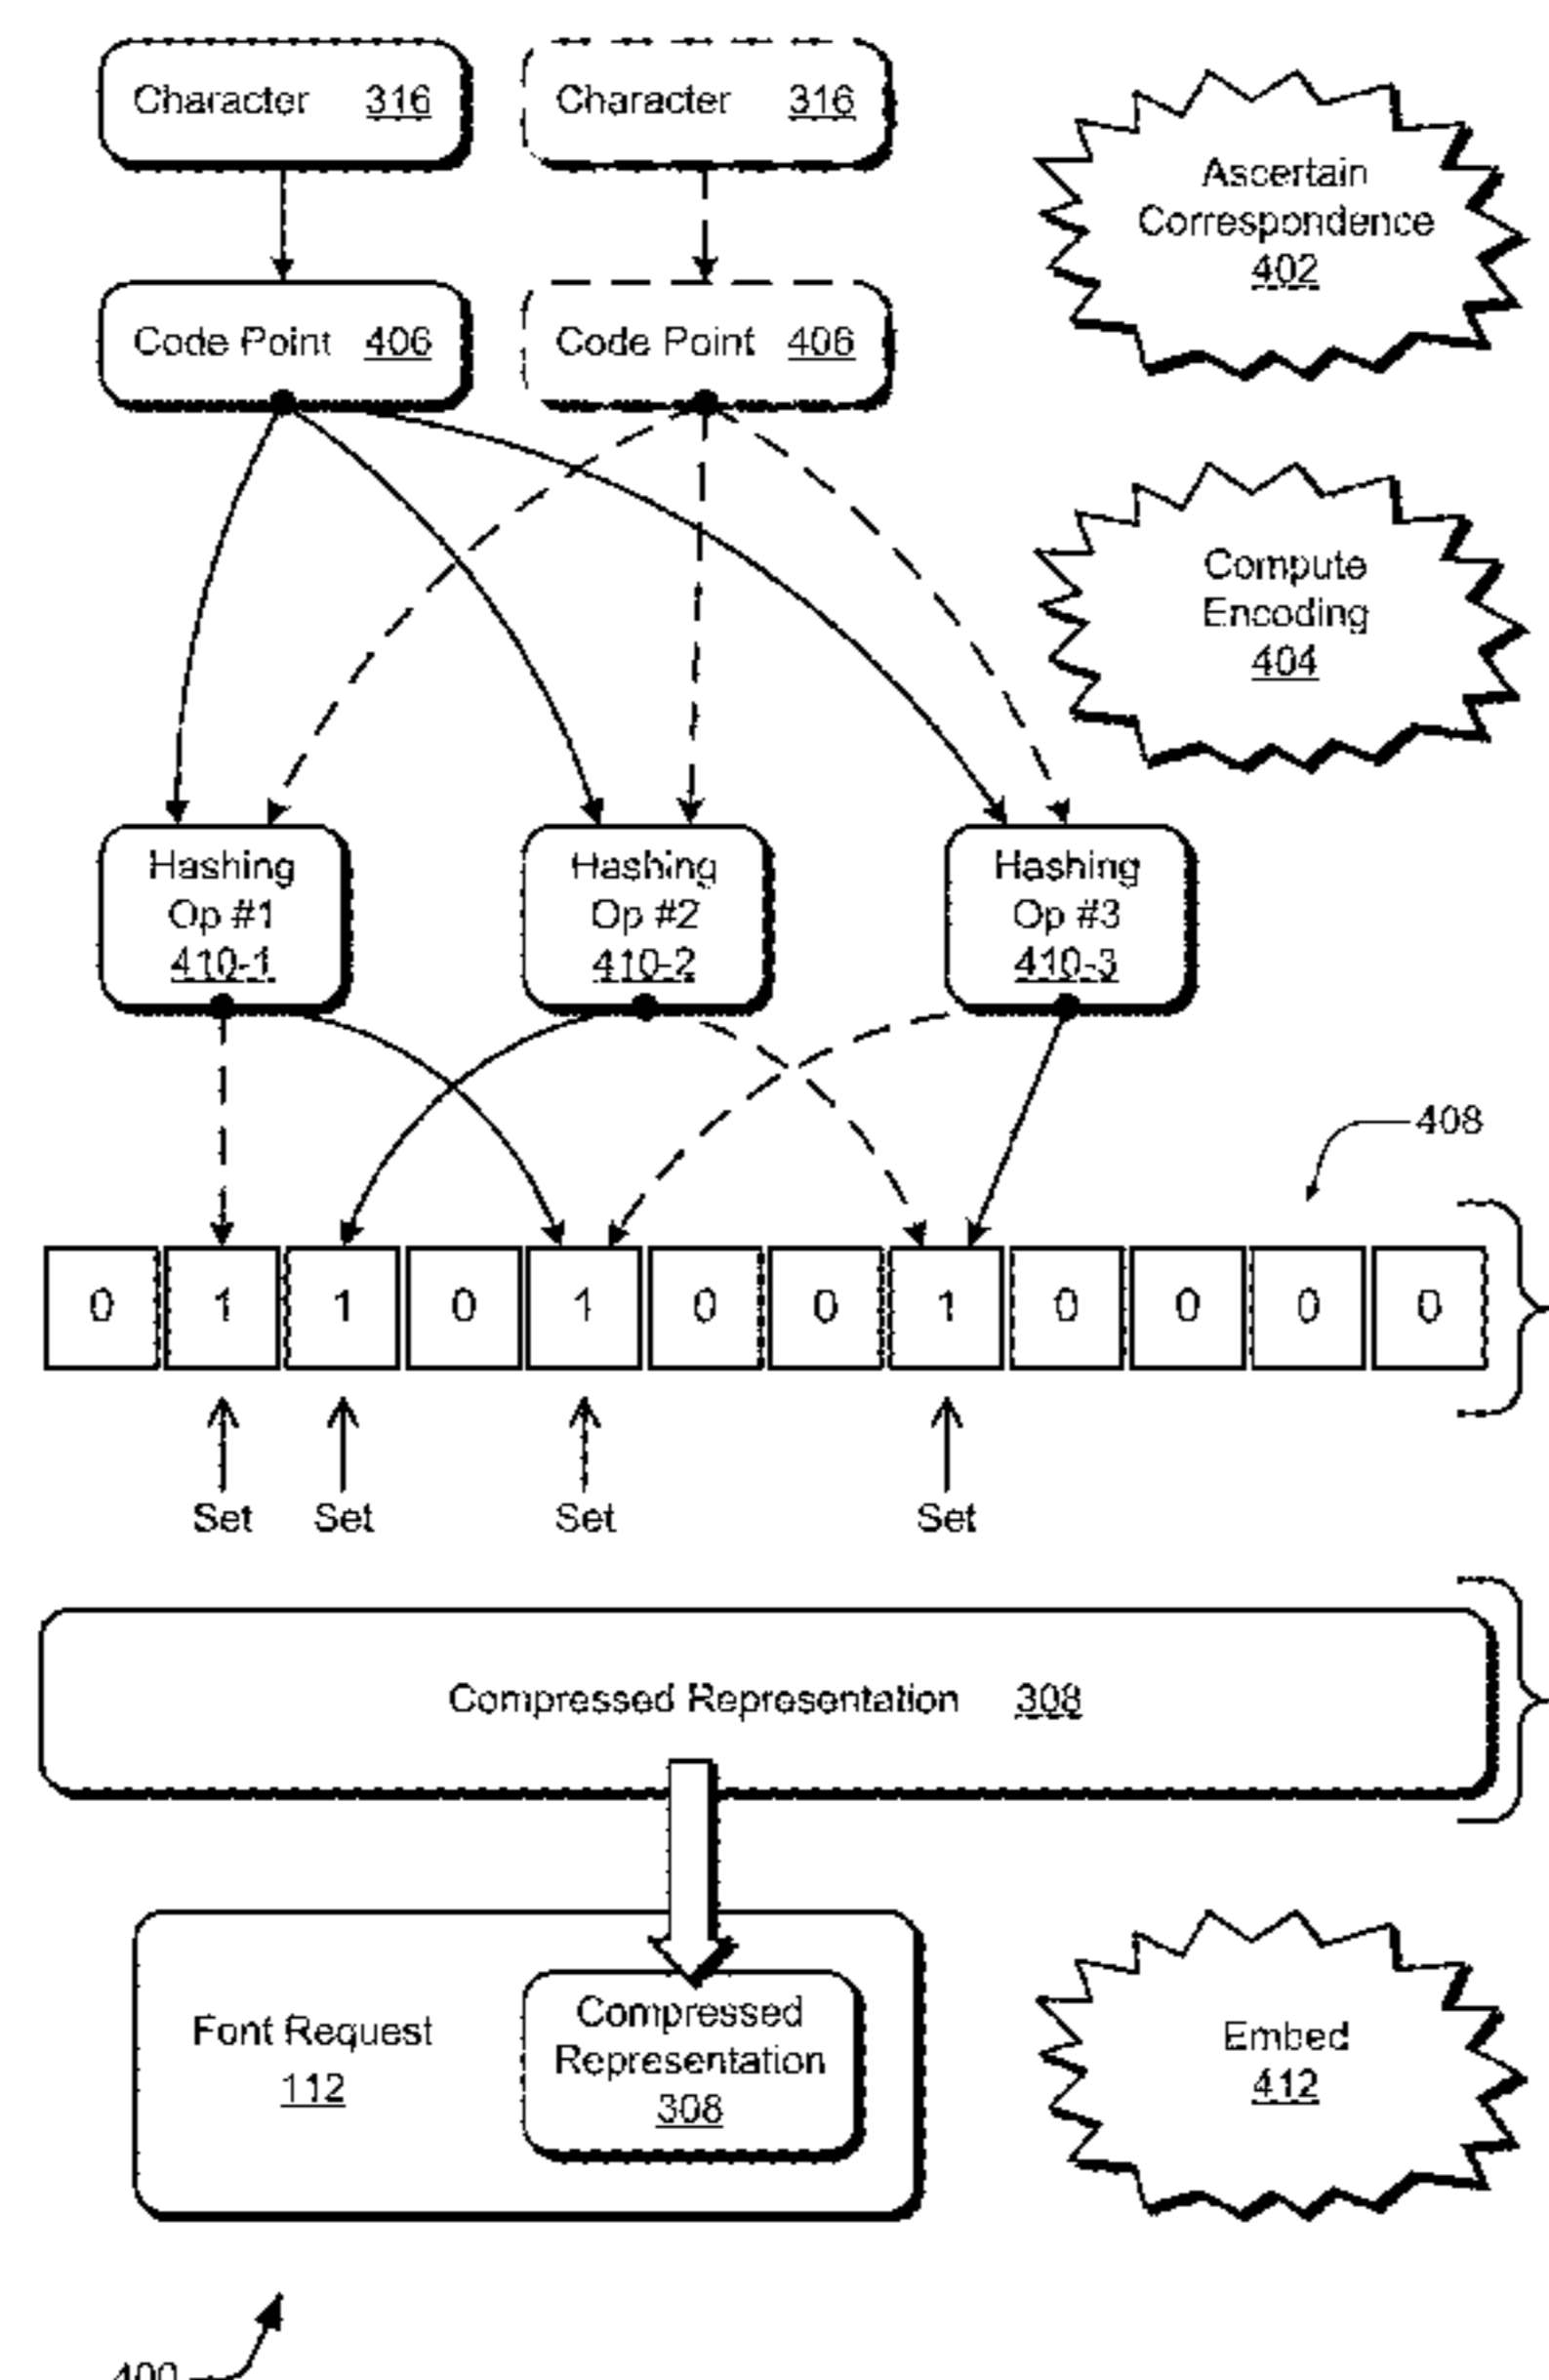 Character 316
Character 316
Ascertain
Correspondence
402
Code Point 406
Code Point 406
Compute
Encoding
404
Hashing
Op #1
410-1
Hashing
Op #2
410-2
Hashing
Op #3
410-3
408
0 1 1 0 1 0 0 1 0 0 0 0
Set Set Set Set
Compressed Representation 308
Font Request
112
Compressed
Representation
308
Embed
412
400